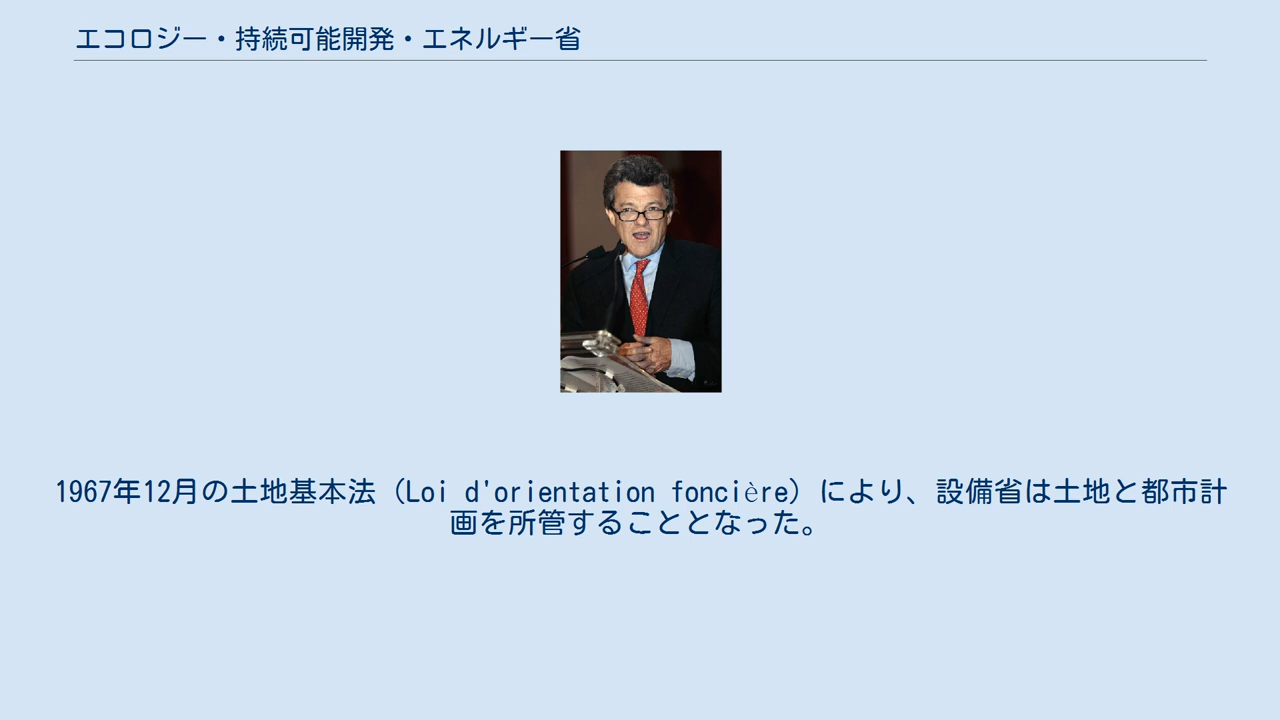 エコロジー・持続可能開発・エネルギー省
1967年12月の土地基本法（Loi d'orientation foncière）により、設備省は土地と都市計
画を所管することとなった。